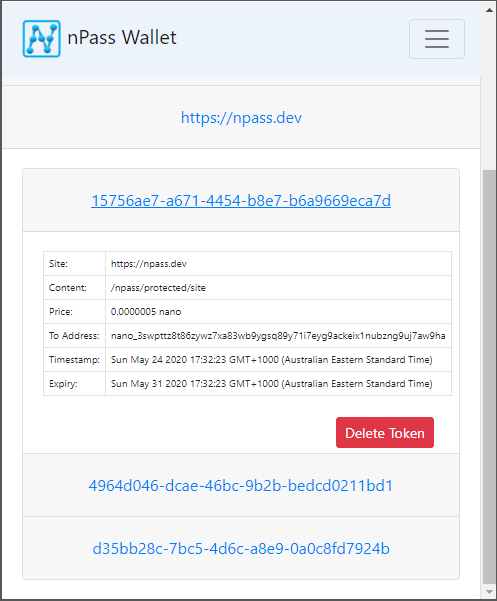 nPass Wallet
https://npass.dev
15756ae7-a671-4454-b8e7-b6a9669eca7d
Site: https://npass.dev
Content: /npass/protected/site
Price: 0.0000005 nano
To Address: nano_3swpttz8t86zywz7xa83wb9ygsq89y71i7eyg9ackeix1nubzng9uj7aw9ha
Timestamp: Sun May 24 2020 17:32:23 GMT+1000 (Australian Eastern Standard Time)
Expiry: Sun May 31 2020 17:32:23 GMT+1000 (Australian Eastern Standard Time)
Delete Token
4964d046-dcae-46bc-9b2b-bedcd0211bd1
d35bb28c-7bc5-4d6c-a8e9-0a0c8fd7924b